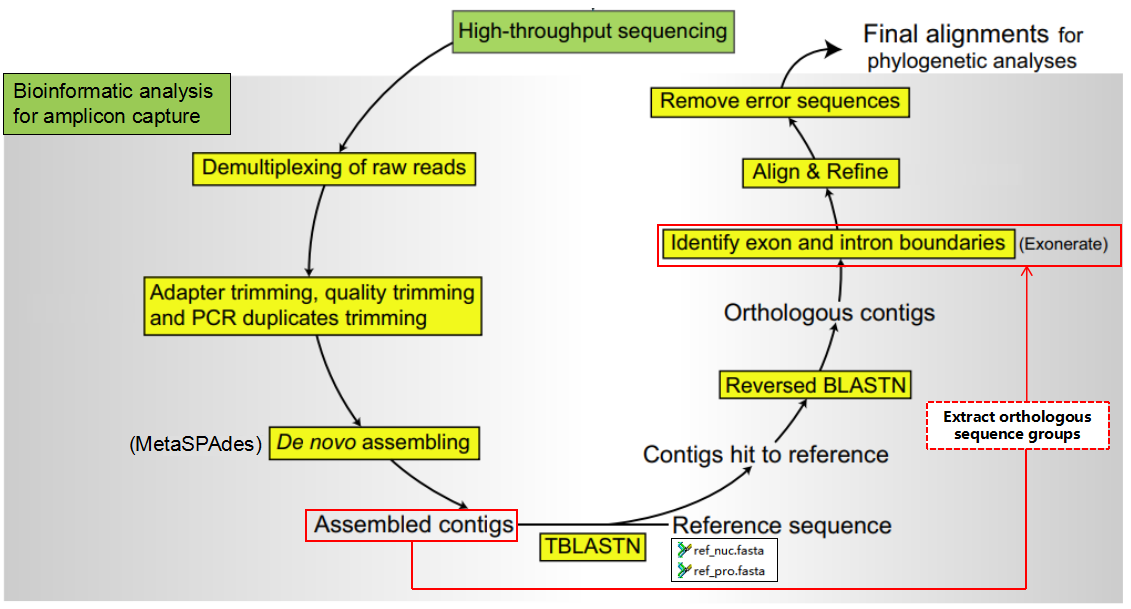 High-throughput sequencing
Bioinformatic analysis
for amplicon capture
Demultiplexing of raw reads
Adapter trimming, quality trimming
and PCR duplicates trimming
(MetaSPAdes)
De novo assembling
Assembled contigs
TBLASTN
Reference sequence
ref_nuc.fasta
ref_pro.fasta
Contigs hit to reference
Reversed BLASTN
Orthologous contigs
Extract orthologous
sequence groups
Identify exon and intron boundaries
(Exonerate)
Align & Refine
Remove error sequences
Final alignments for
phylogenetic analyses